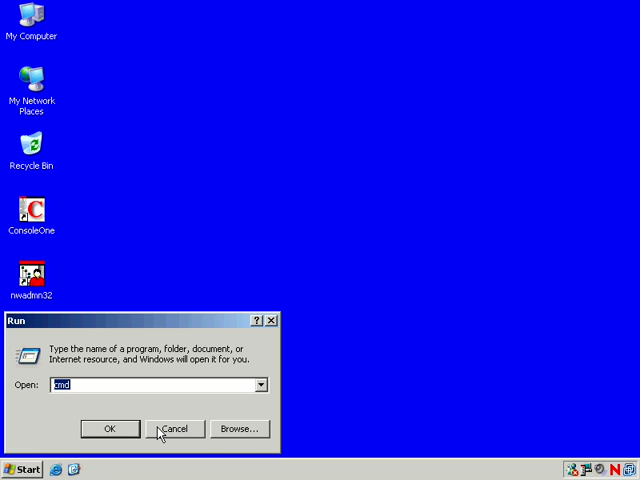 My Computer
My Network
Places
Recycle Bin
C
ConsoleOne
nwadmn32
Run
?
Type the name of a program, folder, document, or
Internet resource, and Windows will open it for you.
Open:
cmd
OK
Cancel
Browse...
Start
N